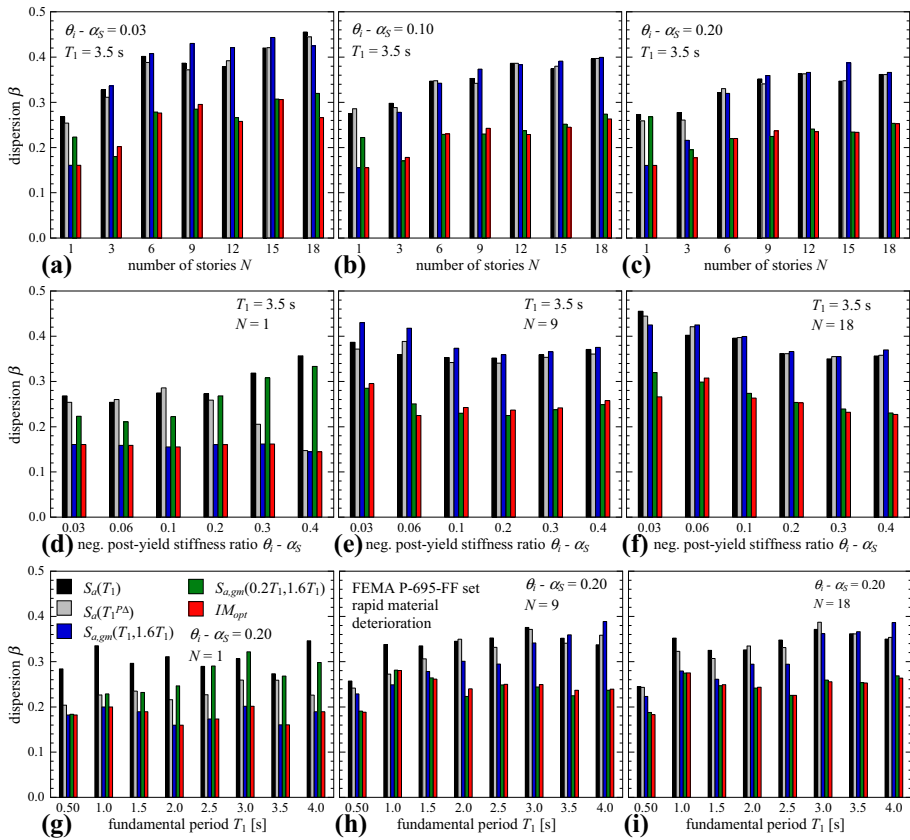 0.5
0.4
0.3
0.2
0.1
0.0
dispersion β
θi - αS = 0.03
T1 = 3.5 s
1 3 6 9 12 15 18
(a) number of stories N
θi - αS = 0.10
T1 = 3.5 s
1 3 6 9 12 15 18
(b) number of stories N
θi - αS = 0.20
T1 = 3.5 s
1 3 6 9 12 15 18
(c) number of stories N
0.5
0.4
0.3
0.2
0.1
0.0
dispersion β
T1 = 3.5 s
N = 1
0.03 0.06 0.1 0.2 0.3 0.4
(d) neg. post-yield stiffness ratio θi - αS
T1 = 3.5 s
N = 9
0.03 0.06 0.1 0.2 0.3 0.4
(e) neg. post-yield stiffness ratio θi - αS
T1 = 3.5 s
N = 18
0.03 0.06 0.1 0.2 0.3 0.4
(f) neg. post-yield stiffness ratio θi - αS
0.5
0.4
0.3
0.2
0.1
0.0
dispersion β
Sa(T1)
Sa(T1PΔ)
Sa,gm(T1,1.6T1)
Sa,gm(0.2T1,1.6T1)
IMopt
θi - αS = 0.20
N = 1
0.50 1.0 1.5 2.0 2.5 3.0 3.5 4.0
(g) fundamental period T1 [s]
FEMA P-695-FF set
rapid material
deterioration
θi - αS = 0.20
N = 9
0.50 1.0 1.5 2.0 2.5 3.0 3.5 4.0
(h) fundamental period T1 [s]
θi - αS = 0.20
N = 18
0.50 1.0 1.5 2.0 2.5 3.0 3.5 4.0
(i) fundamental period T1 [s]